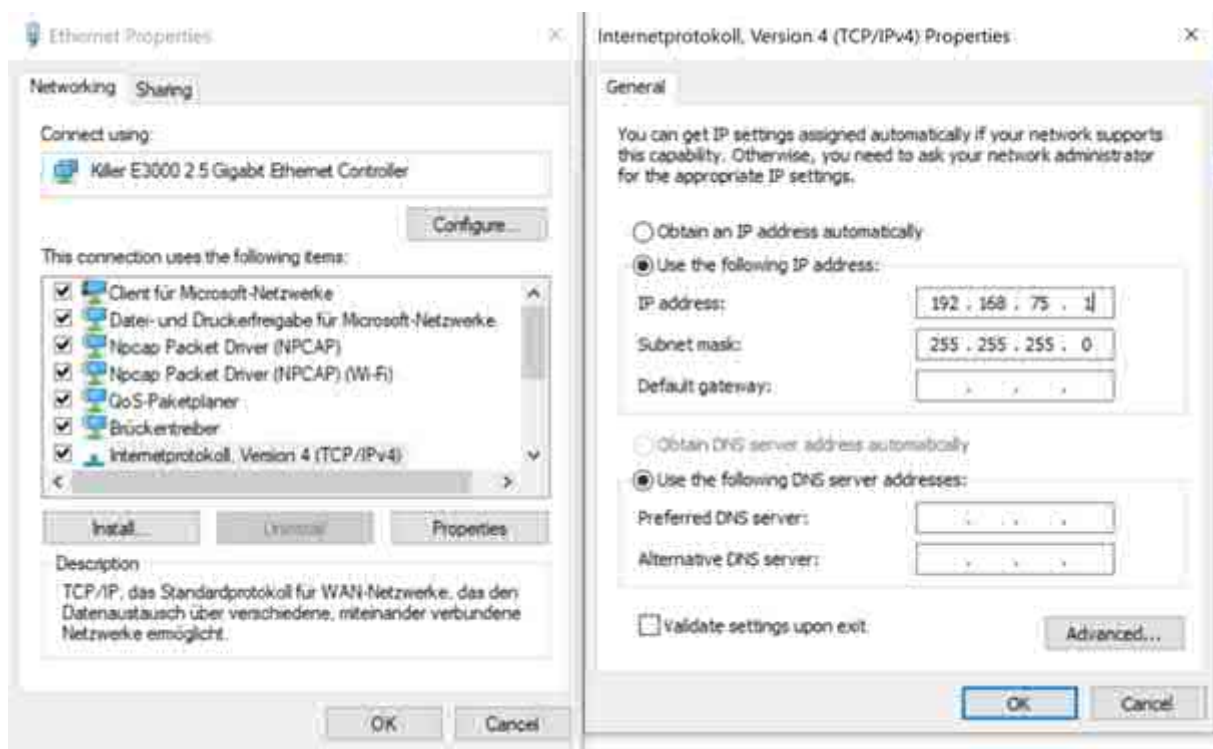 Ethernet Properties
Networking
Sharing
Connect using:
Killer E3000 2.5 Gigabit Ethernet Controller
Configure...
This connection uses the following items:
Client für Microsoft-Netzwerke
Datei- und Druckerfreigabe für Microsoft-Netzwerke
Npcap Packet Driver (NPCAP)
Npcap Packet Driver (NPCAP) (Wi-Fi)
QoS-Paketplaner
Brückentreiber
Internetprotokoll, Version 4 (TCP/IPv4)
Install...
Uninstall
Properties
Description
TCP/IP, das Standardprotokoll für WAN-Netzwerke, das den
Datenaustausch über verschiedene, miteinander verbundene
Netzwerke ermöglicht.
OK
Cancel
Internetprotokoll, Version 4 (TCP/IPv4) Properties
General
You can get IP settings assigned automatically if your network supports
this capability. Otherwise, you need to ask your network administrator
for the appropriate IP settings.
Obtain an IP address automatically
Use the following IP address:
IP address:
192 . 168 . 75 . 1
Subnet mask:
255 . 255 . 255 . 0
Default gateway:
. . .
Obtain DNS server address automatically
Use the following DNS server addresses:
Preferred DNS server:
. . .
Alternative DNS server:
. . .
Validate settings upon exit
Advanced...
OK
Cancel